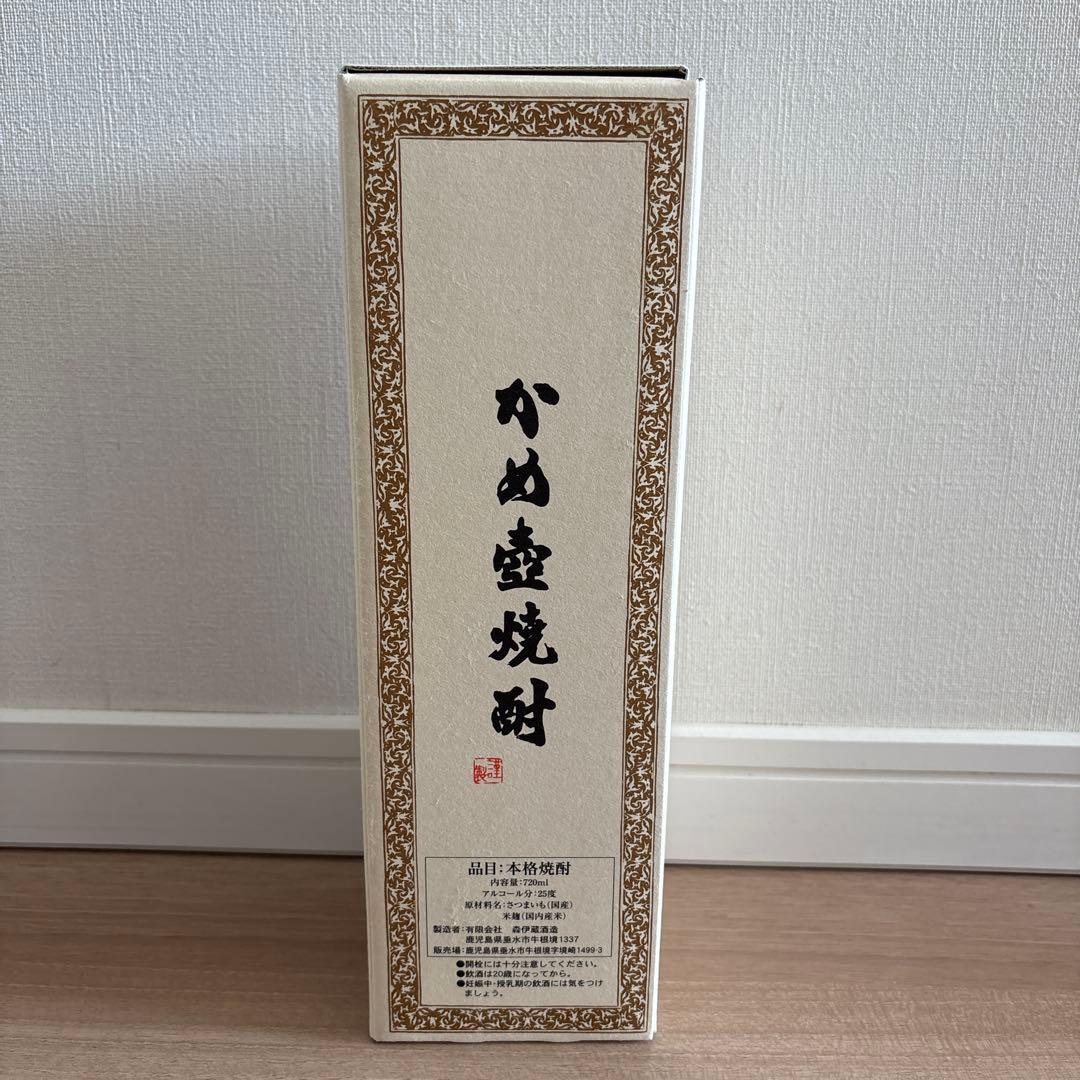 かめ壺焼酎
謹製
品目:本格焼酎
内容量:720ml
アルコール分:25度
原材料名:さつまいも(国産)
米麹(国内産米)
製造者:有限会社 森伊蔵酒造
鹿児島県垂水市牛根境1337
販売場:鹿児島県垂水市牛根境字境崎1499-3
●開栓には十分注意してください。
●飲酒は20歳になってから。
●妊娠中・授乳期の飲酒には気をつけ
ましょう。